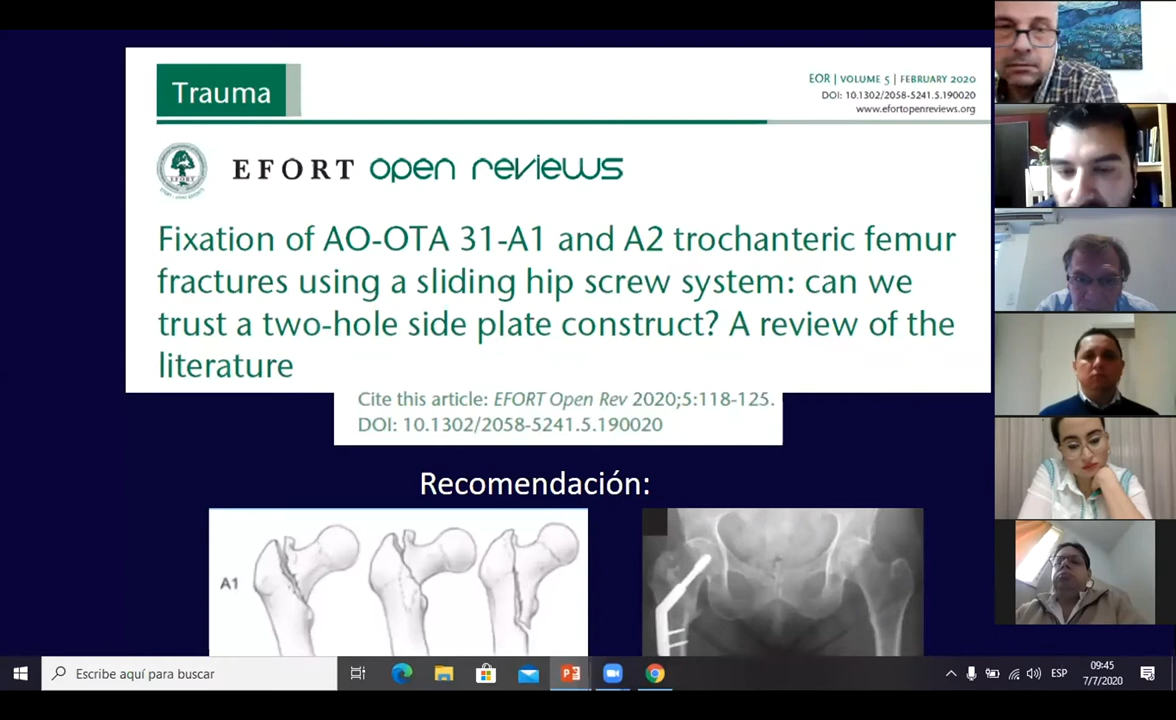 Trauma
EOR | VOLUME 5 | FEBRUARY 2020
DOI: 10.1302/2058-5241.5.190020
www.efortopenreviews.org
EFORT open reviews
Fixation of AO-OTA 31-A1 and A2 trochanteric femur
fractures using a sliding hip screw system: can we
trust a two-hole side plate construct? A review of the
literature
Cite this article: EFORT Open Rev 2020;5:118-125.
DOI: 10.1302/2058-5241.5.190020
Recomendación:
A1
Escribe aquí para buscar
ESP
09:45
7/7/2020